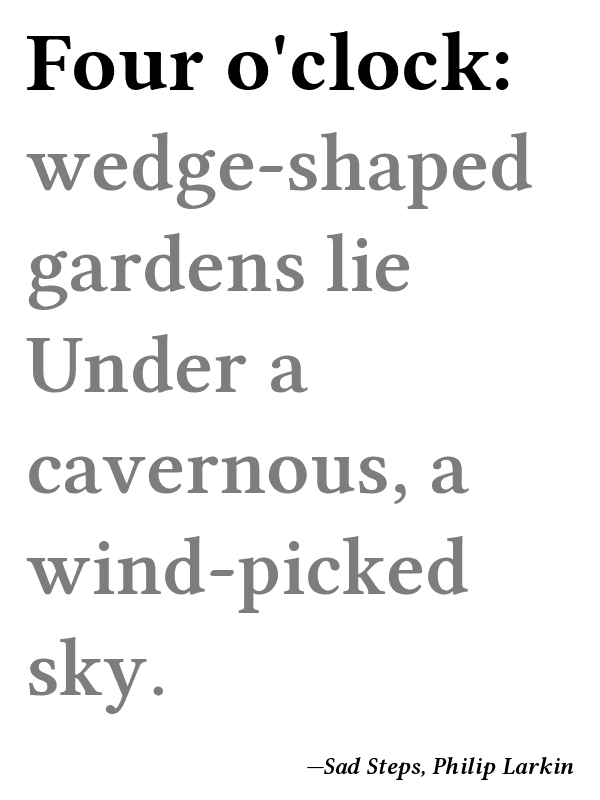 Four o'clock:
wedge-shaped
gardens lie
Under a
cavernous, a
wind-picked
sky.
—Sad Steps, Philip Larkin